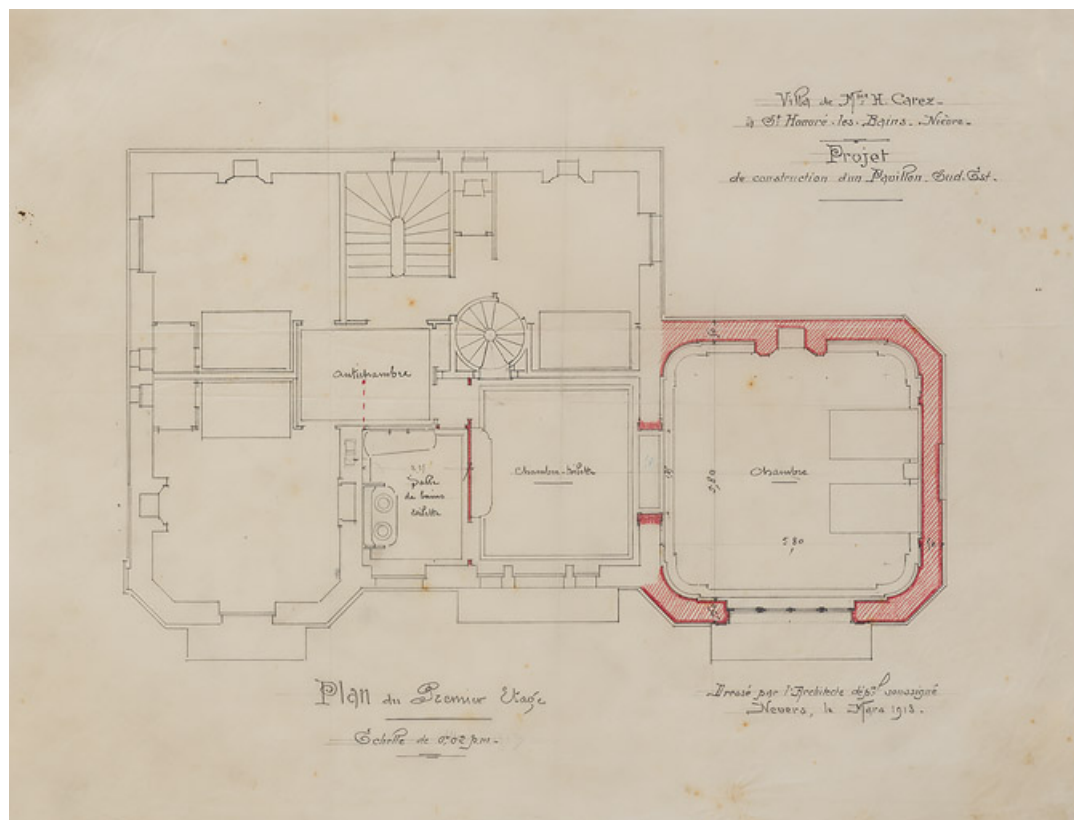 Villa de Mme H. Carez.
à St Honoré-les-Bains. Nièvre.
Projet
de construction d'un Pavillon Sud-Est.
Antichambre
Salle
de bains
toilette
Chambre-toilette
Chambre
5,80
5,80
Plan du Premier Etage
Echelle de 0,02 p.m.
Dressé par l'Architecte dépal soussigné
Nevers, le Mars 1913.